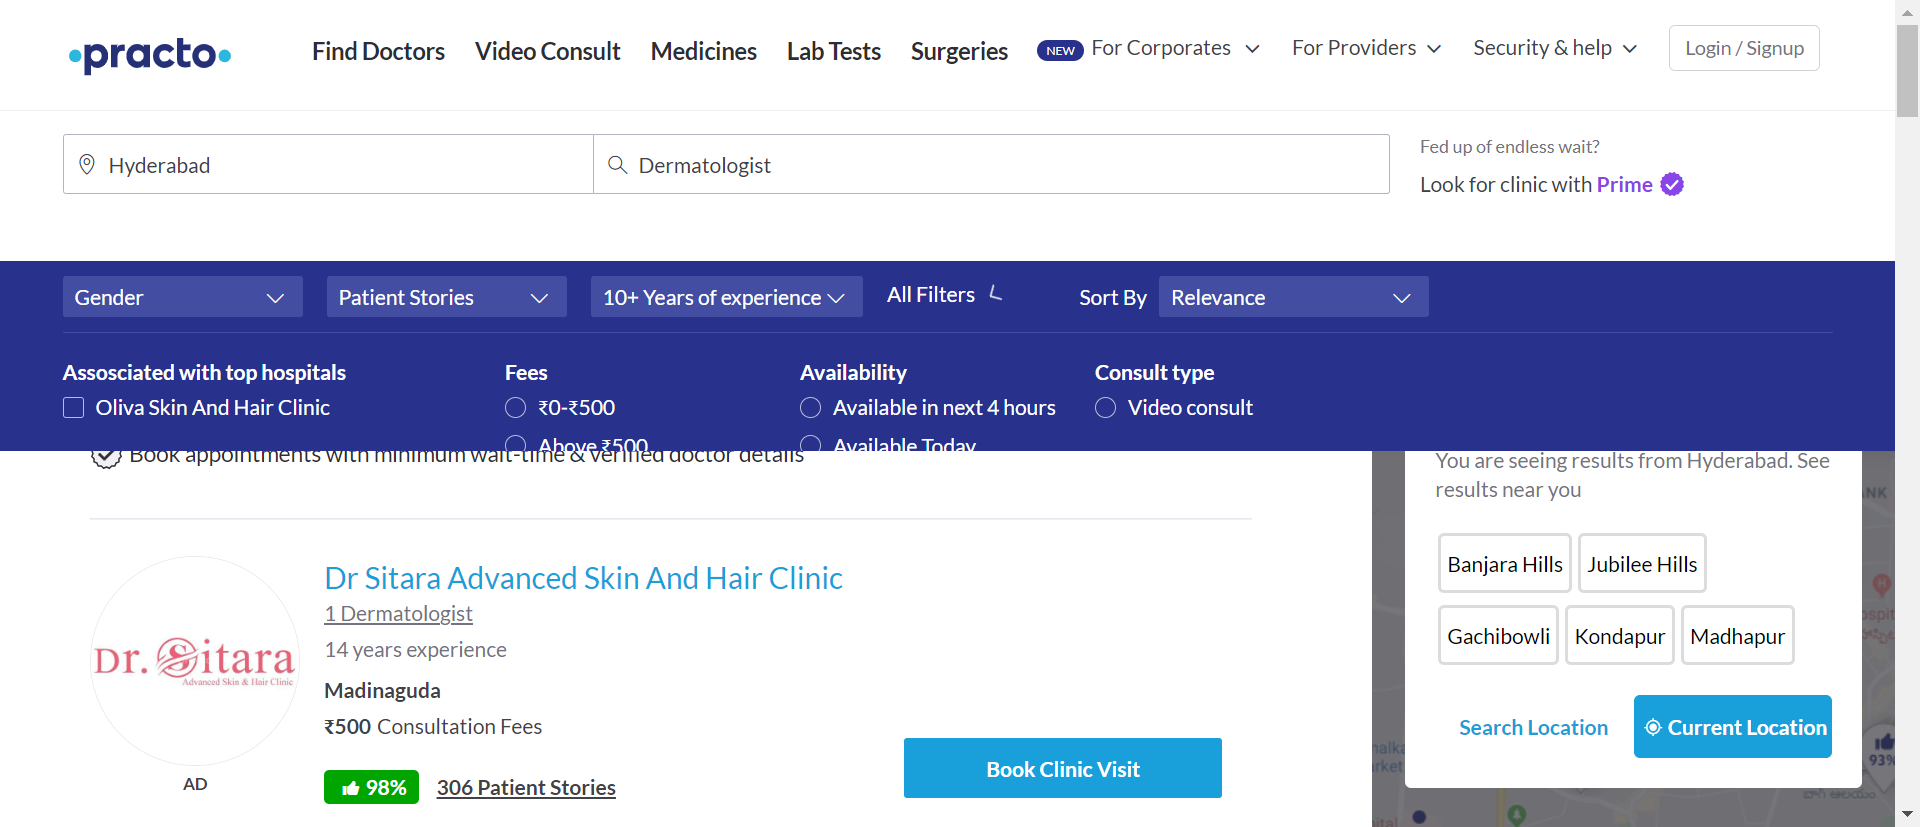 practo
Find Doctors
Video Consult
Medicines
Lab Tests
Surgeries
NEW
For Corporates
For Providers
Security & help
Login / Signup
Hyderabad
Dermatologist
Fed up of endless wait?
Look for clinic with Prime
Gender
Patient Stories
10+ Years of experience
All Filters
Sort By
Relevance
Assosciated with top hospitals
Oliva Skin And Hair Clinic
Fees
₹0-₹500
Above ₹500
Availability
Available in next 4 hours
Available Today
Consult type
Video consult
Book appointments with minimum wait-time & verified doctor details
Dr. Sitara
Advanced Skin & Hair Clinic
AD
Dr Sitara Advanced Skin And Hair Clinic
1 Dermatologist
14 years experience
Madinaguda
₹500 Consultation Fees
98%
306 Patient Stories
Book Clinic Visit
You are seeing results from Hyderabad. See
results near you
Banjara Hills
Jubilee Hills
Gachibowli
Kondapur
Madhapur
Search Location
Current Location
93%